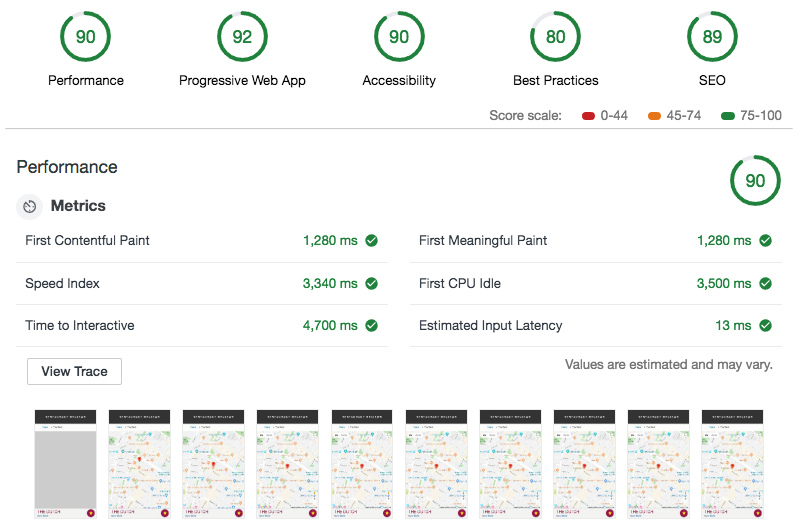 90 92 90 80 89
Performance Progressive Web App Accessibility Best Practices SEO
Score scale: 0-44 45-74 75-100
Performance
90
Metrics
First Contentful Paint 1,280 ms First Meaningful Paint 1,280 ms
Speed Index 3,340 ms First CPU Idle 3,500 ms
Time to Interactive 4,700 ms Estimated Input Latency 13 ms
View Trace
Values are estimated and may vary.